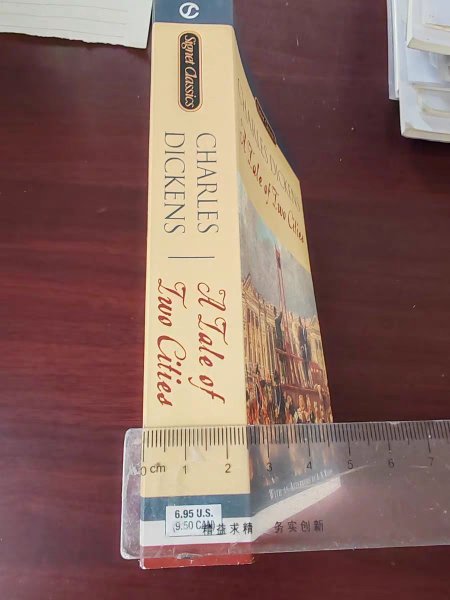 Signet Classics
CHARLES
DICKENS
A Tale of
Two Cities
CHARLES DICKENS
A Tale of Two Cities
0 cm 1 2 3 4 5 6 7
6.95 U.S.
(9.50 CAN)
精益求精 务实创新